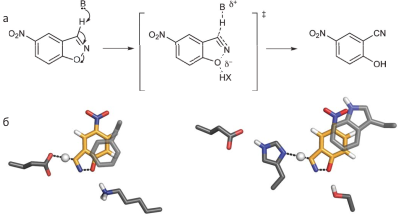 а
B
H
O₂N
N
O
B δ⁺
H
O₂N
N
O δ⁻
HX
‡
O₂N
CN
OH
б